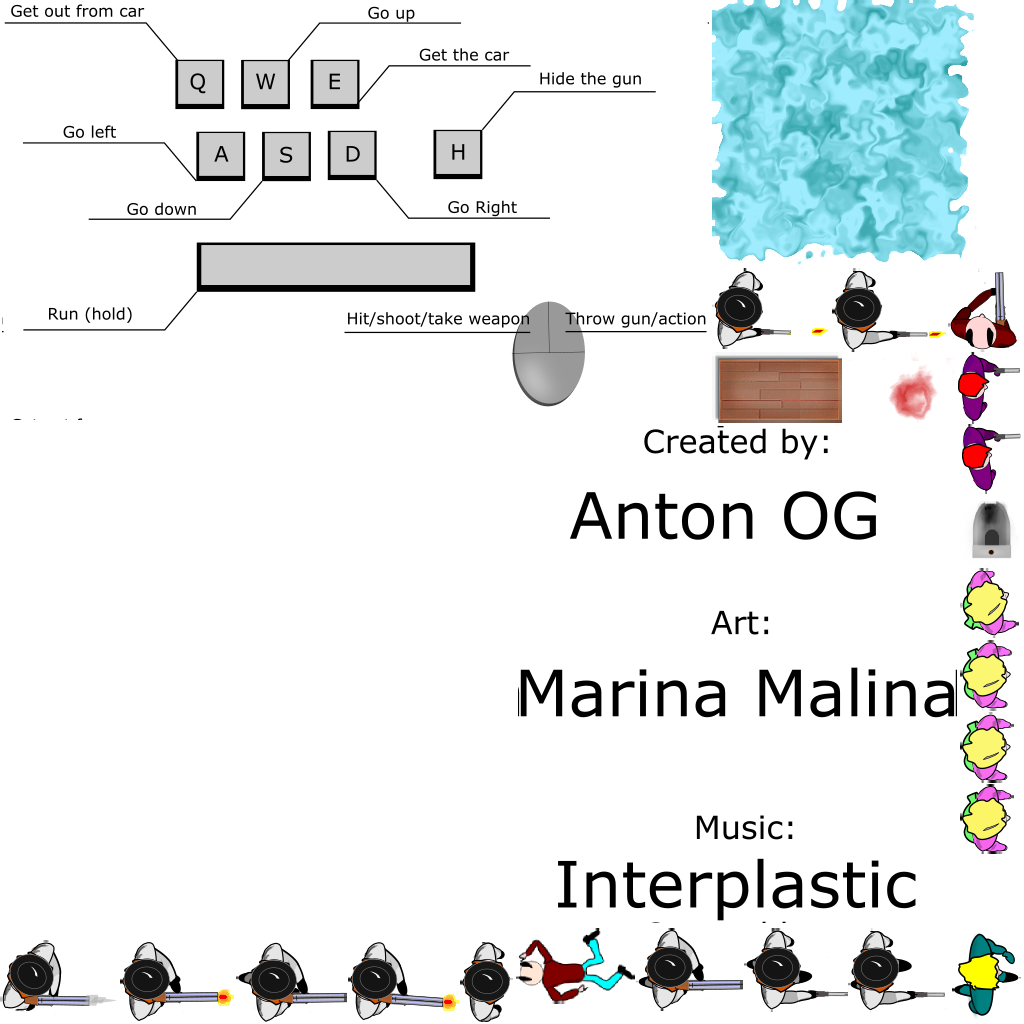 Get out from car
Go up
Get the car
Hide the gun
Q
W
E
Go left
A
S
D
H
Go down
Go Right
Run (hold)
Hit/shoot/take weapon
Throw gun/action
Created by:
Anton OG
Art:
Marina Malina
Music:
Interplastic